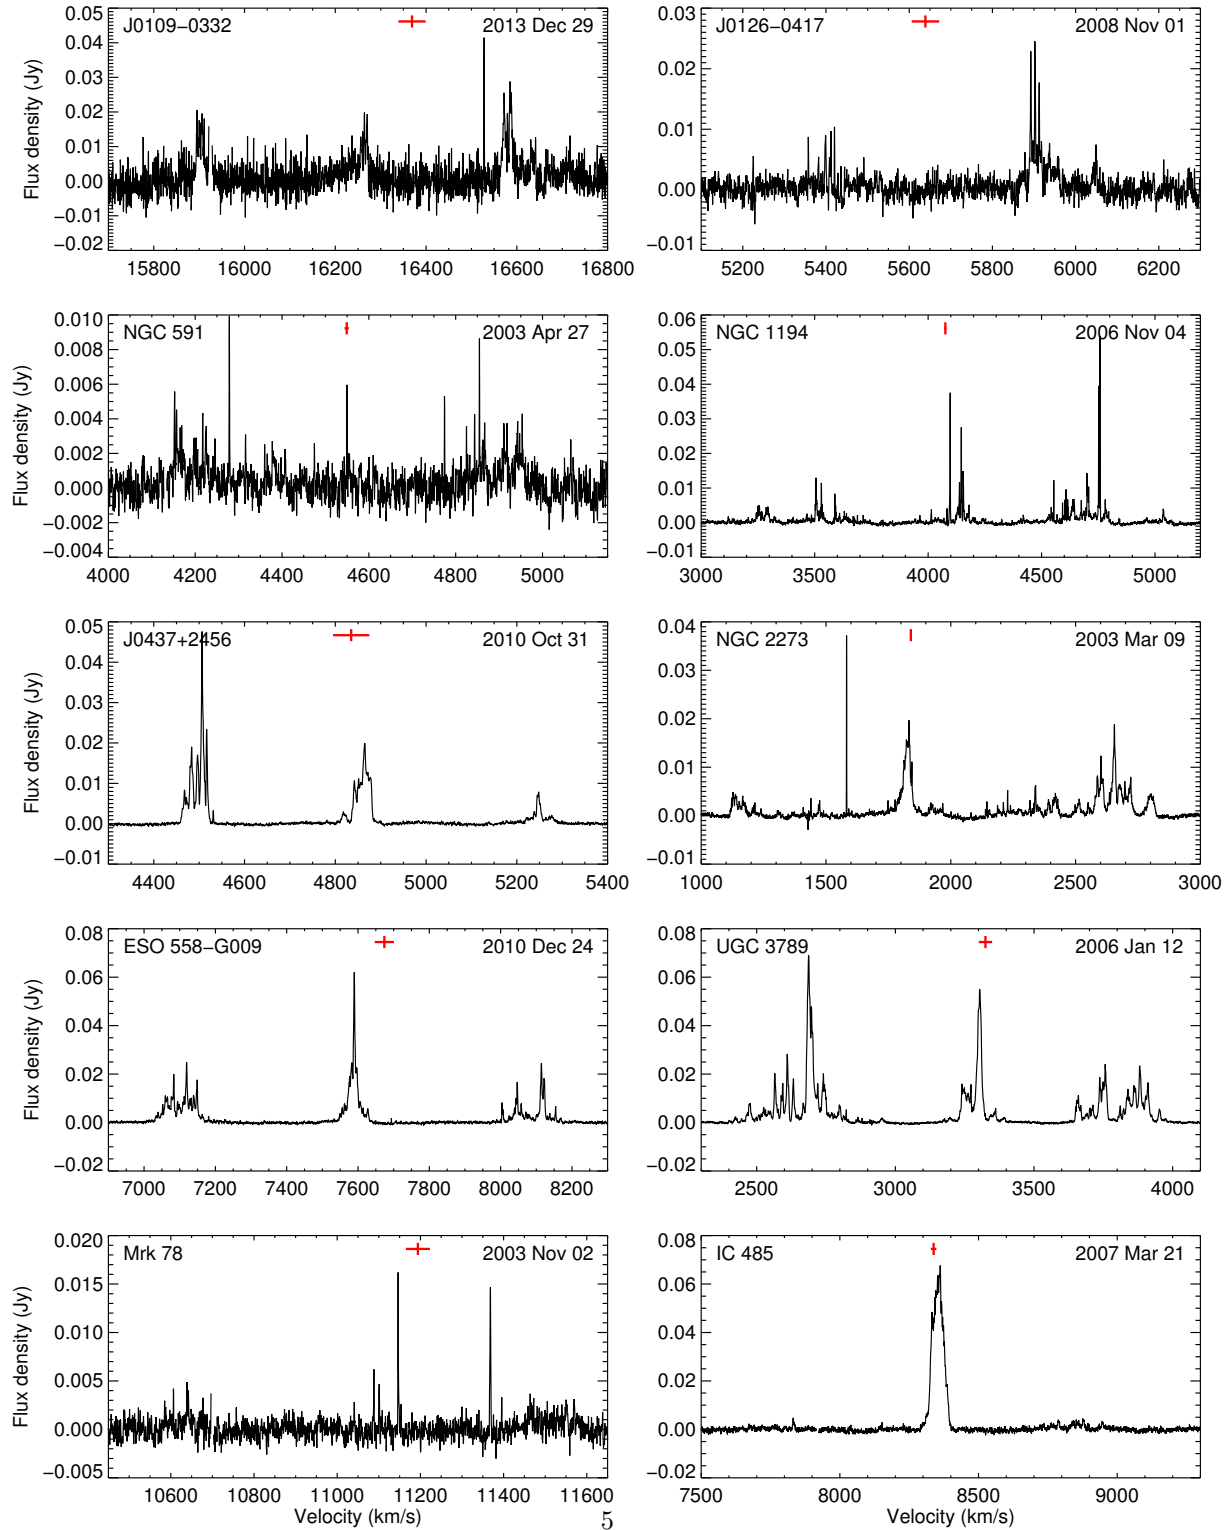 J0109−0332
2013 Dec 29
Flux density (Jy)
0.05
0.04
0.03
0.02
0.01
0.00
−0.01
−0.02
15800 16000 16200 16400 16600 16800
J0126−0417
2008 Nov 01
0.03
0.02
0.01
0.00
−0.01
5200 5400 5600 5800 6000 6200
NGC 591
2003 Apr 27
Flux density (Jy)
0.010
0.008
0.006
0.004
0.002
0.000
−0.002
−0.004
4000 4200 4400 4600 4800 5000
NGC 1194
2006 Nov 04
0.06
0.05
0.04
0.03
0.02
0.01
0.00
−0.01
3000 3500 4000 4500 5000
J0437+2456
2010 Oct 31
Flux density (Jy)
0.05
0.04
0.03
0.02
0.01
0.00
−0.01
4400 4600 4800 5000 5200 5400
NGC 2273
2003 Mar 09
0.04
0.03
0.02
0.01
0.00
−0.01
1000 1500 2000 2500 3000
ESO 558−G009
2010 Dec 24
Flux density (Jy)
0.08
0.06
0.04
0.02
0.00
−0.02
7000 7200 7400 7600 7800 8000 8200
UGC 3789
2006 Jan 12
0.08
0.06
0.04
0.02
0.00
−0.02
2500 3000 3500 4000
Mrk 78
2003 Nov 02
Flux density (Jy)
0.020
0.015
0.010
0.005
0.000
−0.005
10600 10800 11000 11200 11400 11600
Velocity (km/s)
IC 485
2007 Mar 21
0.08
0.06
0.04
0.02
0.00
−0.02
7500 8000 8500 9000
Velocity (km/s)
5